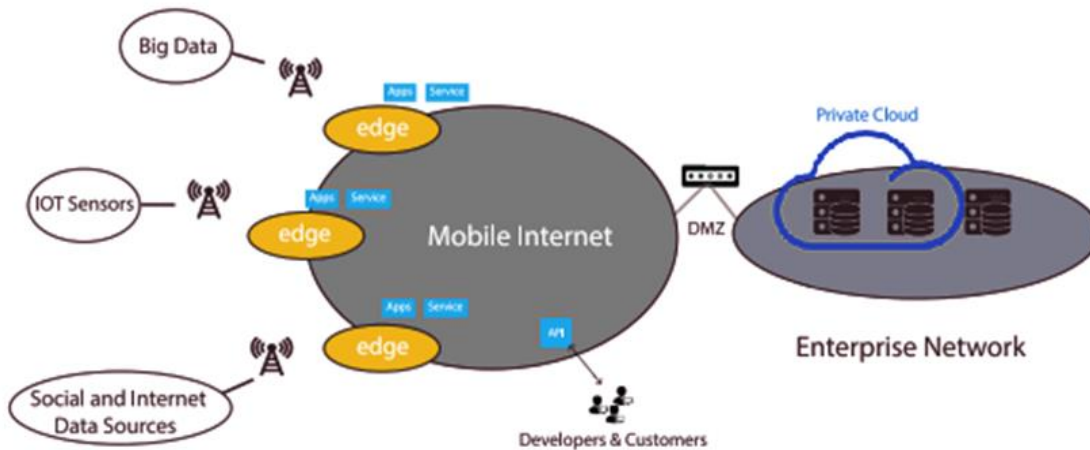 Big Data
Apps Service
edge
Private Cloud
IOT Sensors
Apps Service
edge
Mobile Internet
DMZ
Apps Service
edge
API
Enterprise Network
Social and Internet
Data Sources
Developers & Customers